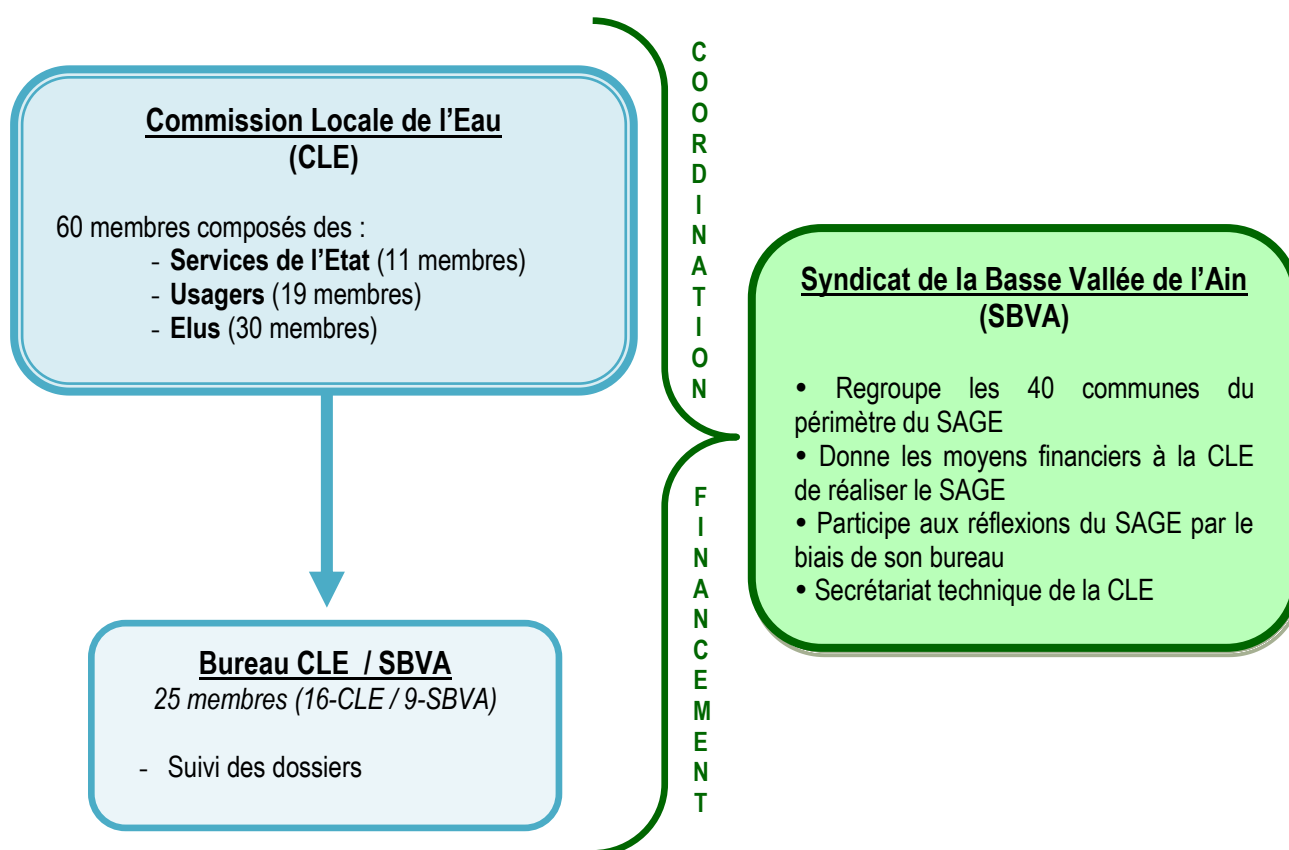 Commission Locale de l’Eau
(CLE)
60 membres composés des :
- Services de l’Etat (11 membres)
- Usagers (19 membres)
- Elus (30 membres)
Bureau CLE / SBVA
25 membres (16-CLE / 9-SBVA)
- Suivi des dossiers
COORDINATION
FINANCEMENT
Syndicat de la Basse Vallée de l’Ain
(SBVA)
• Regroupe les 40 communes du
périmètre du SAGE
• Donne les moyens financiers à la CLE
de réaliser le SAGE
• Participe aux réflexions du SAGE par le
biais de son bureau
• Secrétariat technique de la CLE